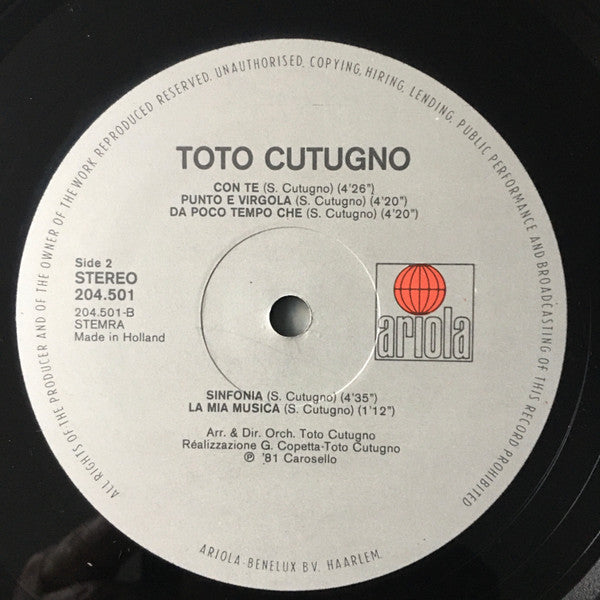 ALL RIGHTS OF THE PRODUCER AND OF THE OWNER OF THE WORK REPRODUCED RESERVED. UNAUTHORISED, COPYING, HIRING, LENDING, PUBLIC PERFORMANCE AND BROADCASTING OF THIS RECORD PROHIBITED
TOTO CUTUGNO
CON TE (S. Cutugno) (4'26")
PUNTO E VIRGOLA (S. Cutugno) (4'20")
DA POCO TEMPO CHE (S. Cutugno) (4'20")
Side 2
STEREO
204.501
204.501-B
STEMRA
Made in Holland
ariola
SINFONIA (S. Cutugno) (4'35")
LA MIA MUSICA (S. Cutugno) (1'12")
Arr. & Dir. Orch. Toto Cutugno
Réalizzazione G. Copetta-Toto Cutugno
℗ '81 Carosello
ARIOLA-BENELUX B.V. HAARLEM.